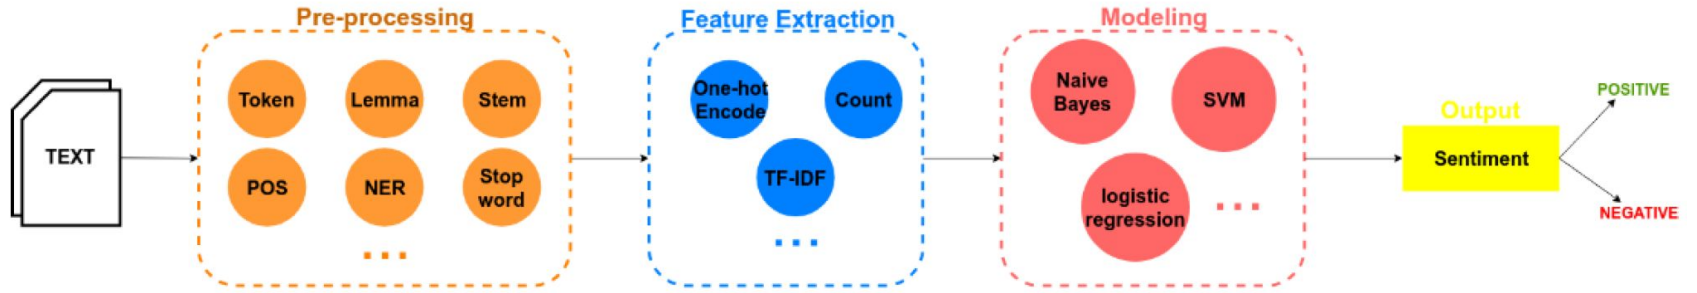 Pre-processing
Feature Extraction
Modeling
Output
TEXT
Token
Lemma
Stem
POS
NER
Stop
word
...
One-hot
Encode
Count
TF-IDF
...
Naive
Bayes
SVM
logistic
regression
...
Sentiment
POSITIVE
NEGATIVE